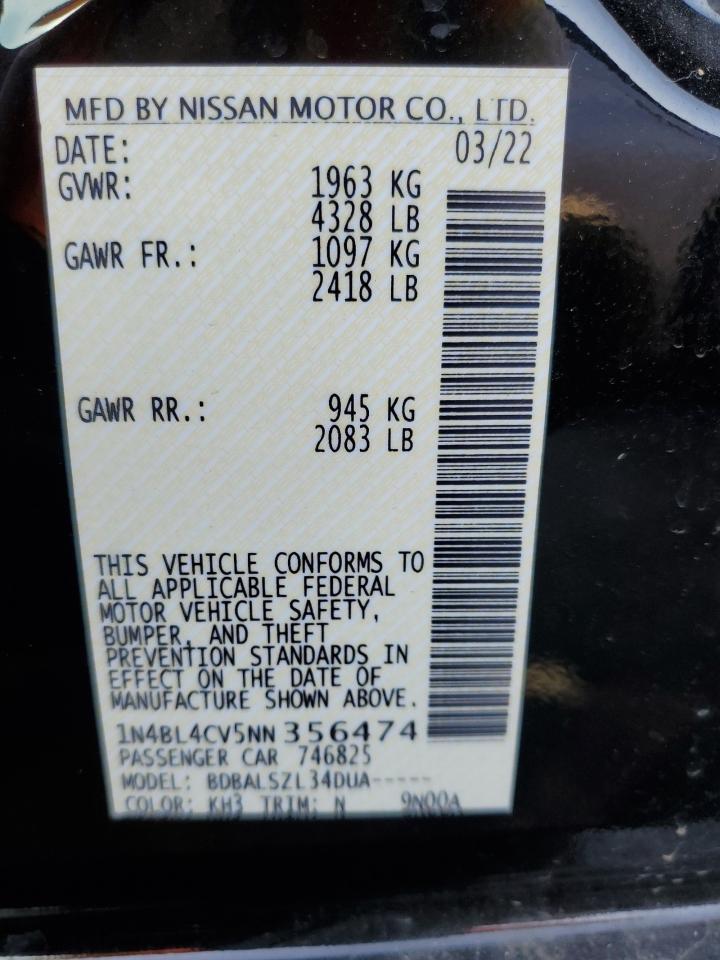 MFD BY NISSAN MOTOR CO., LTD.
DATE: 03/22
GVWR: 1963 KG
4328 LB
GAWR FR.: 1097 KG
2418 LB
GAWR RR.: 945 KG
2083 LB
THIS VEHICLE CONFORMS TO
ALL APPLICABLE FEDERAL
MOTOR VEHICLE SAFETY,
BUMPER, AND THEFT
PREVENTION STANDARDS IN
EFFECT ON THE DATE OF
MANUFACTURE SHOWN ABOVE.
1N4BL4CV5NN356474
PASSENGER CAR 746825
MODEL: BDBALSZL34DUA-----
COLOR: KH3 TRIM: N 9N00A